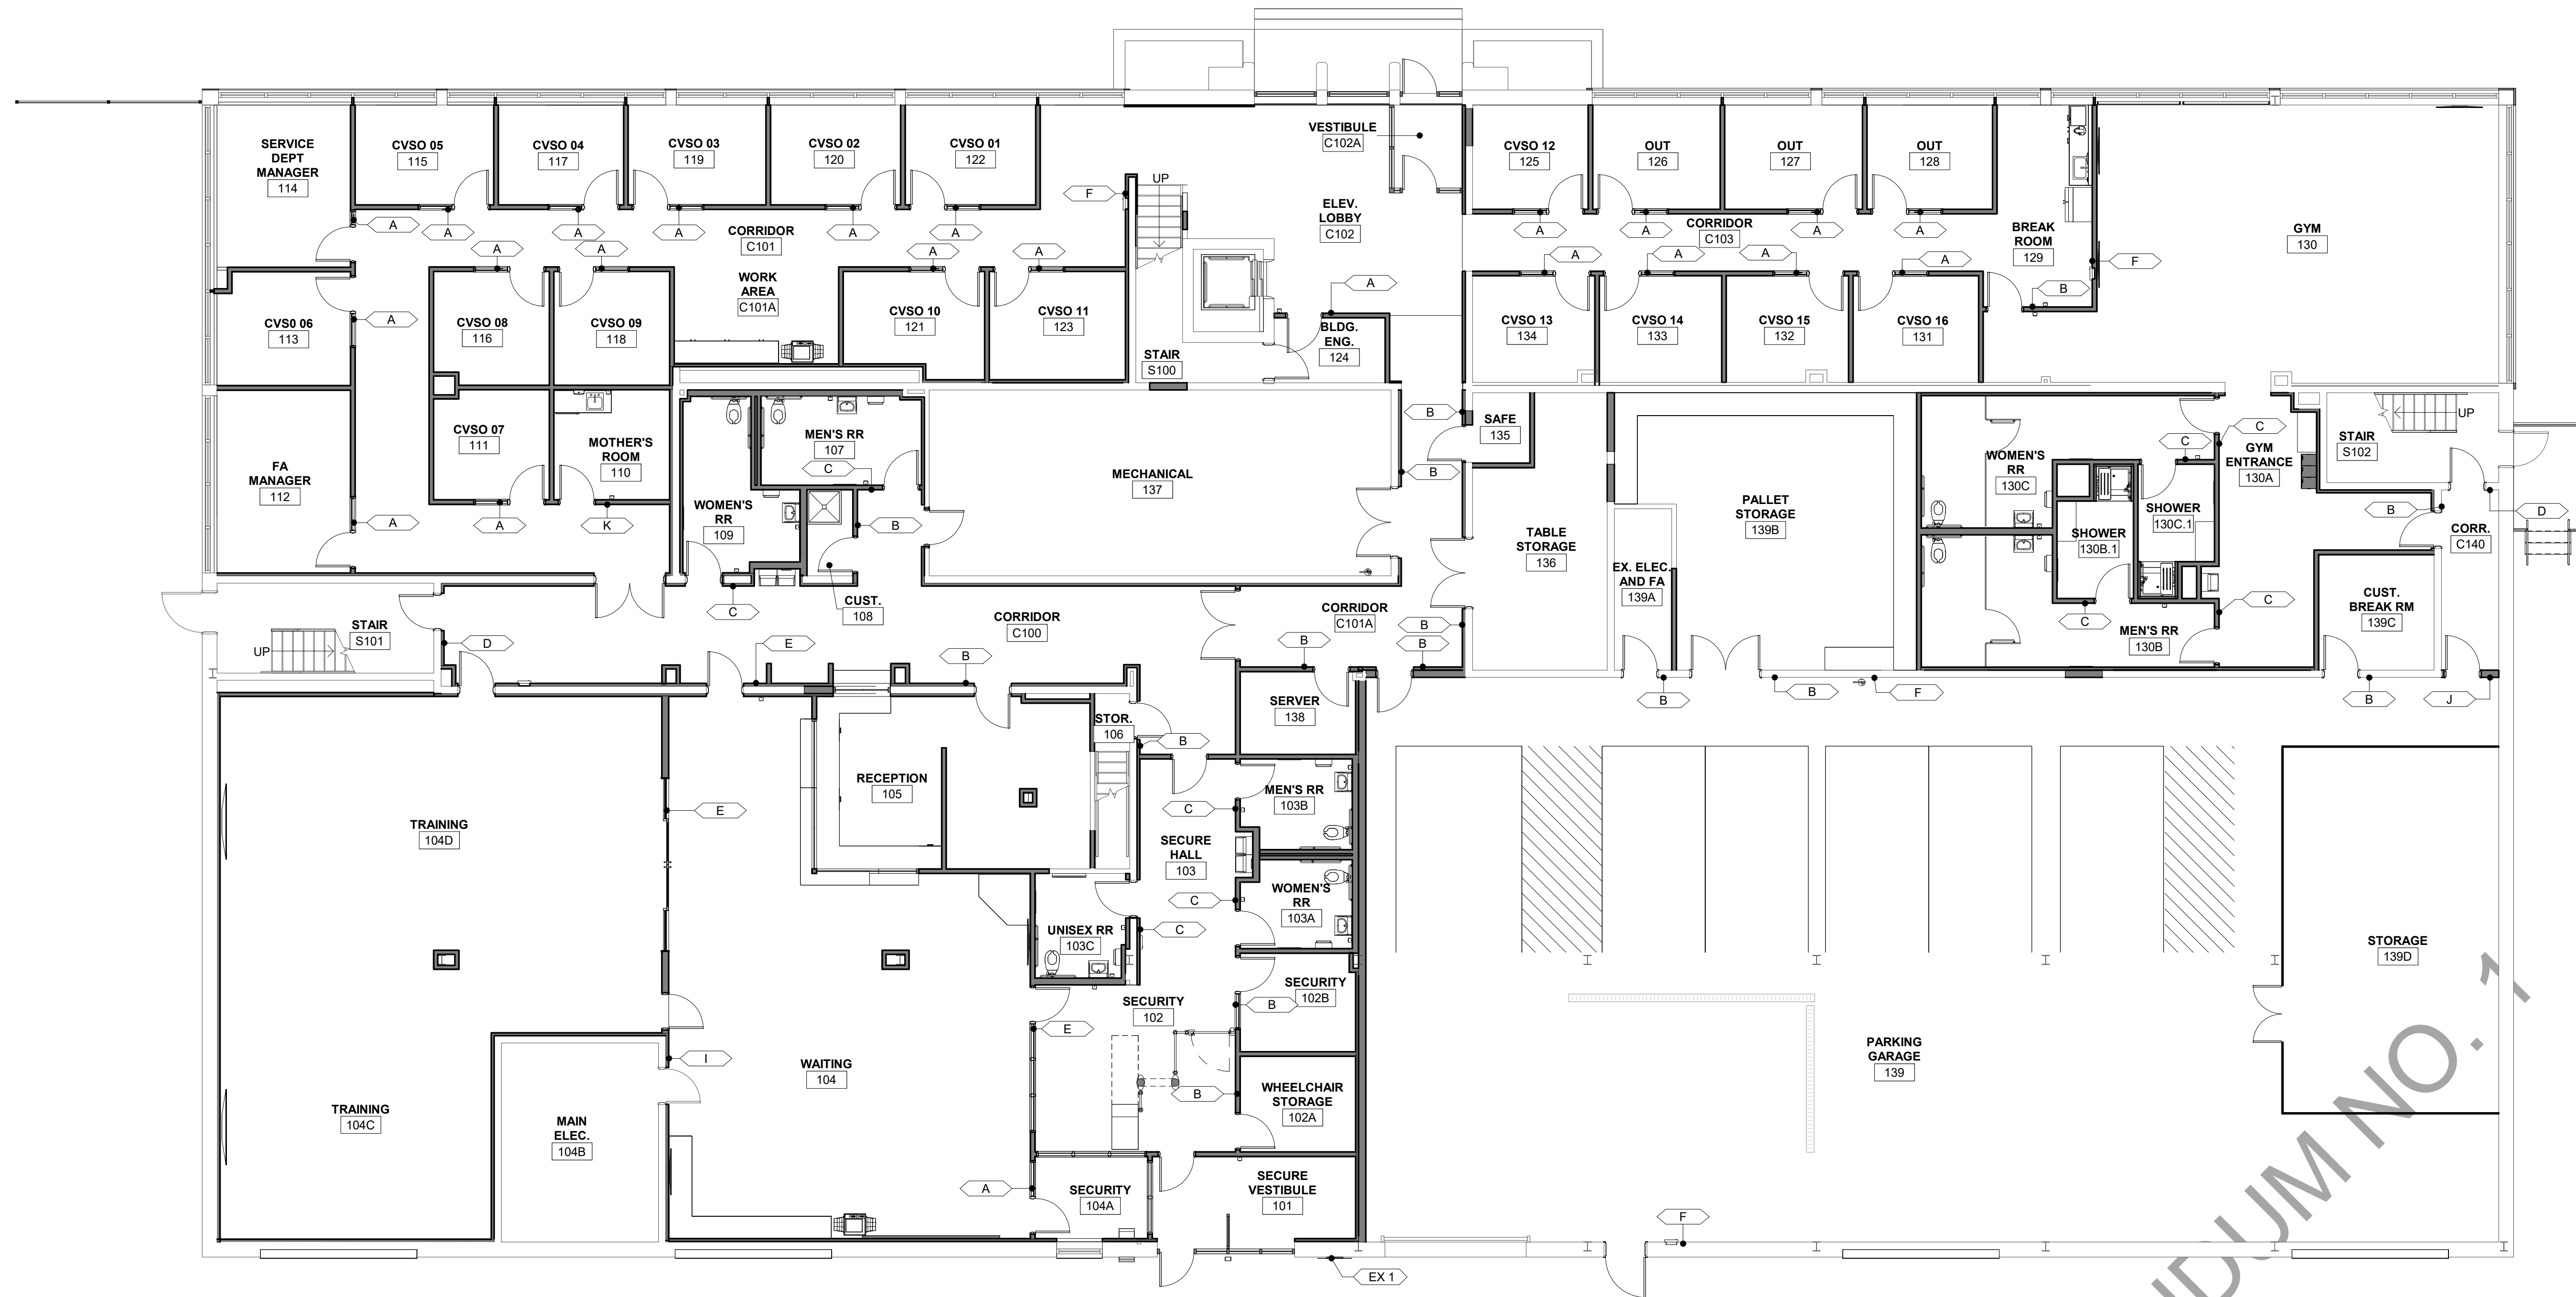 VESTIBULE
C102A
SERVICE
DEPT
MANAGER
114
CVSO 05
115
CVSO 04
117
CVSO 03
119
CVSO 02
120
CVSO 01
122
CVSO 12
125
OUT
126
OUT
127
OUT
128
F
UP
ELEV.
LOBBY
C102
A
A
A
A
A
A
A
CORRIDOR
C101
A
A
A
A
CORRIDOR
C103
A
A
A
A
BREAK
ROOM
129
GYM
130
F
A
A
A
A
A
A
WORK
AREA
C101A
A
B
CVS0 06
113
A
CVSO 08
116
CVSO 09
118
CVSO 10
121
CVSO 11
123
STAIR
S100
BLDG.
ENG.
124
CVSO 13
134
CVSO 14
133
CVSO 15
132
CVSO 16
131
FA
MANAGER
112
CVSO 07
111
MOTHER'S
ROOM
110
MEN'S RR
107
C
MECHANICAL
137
B
B
SAFE
135
WOMEN'S
RR
130C
C
C
GYM
ENTRANCE
130A
STAIR
S102
UP
A
A
K
WOMEN'S
RR
109
B
TABLE
STORAGE
136
PALLET
STORAGE
139B
SHOWER
130C.1
SHOWER
130B.1
B
D
CORR.
C140
EX. ELEC.
AND FA
139A
C
CUST.
108
C
C
MEN'S RR
130B
CUST.
BREAK RM
139C
STAIR
S101
UP
D
E
CORRIDOR
C100
B
CORRIDOR
C101A
B
B
B
B
B
F
B
J
SERVER
138
STOR.
106
B
RECEPTION
105
TRAINING
104D
E
MEN'S RR
103B
C
SECURE
HALL
103
C
WOMEN'S
RR
103A
UNISEX RR
103C
C
SECURITY
102B
SECURITY
102
B
E
STORAGE
139D
PARKING
GARAGE
139
I
WAITING
104
B
WHEELCHAIR
STORAGE
102A
TRAINING
104C
MAIN
ELEC.
104B
A
SECURITY
104A
SECURE
VESTIBULE
101
F
EX 1
DUM NO. 1